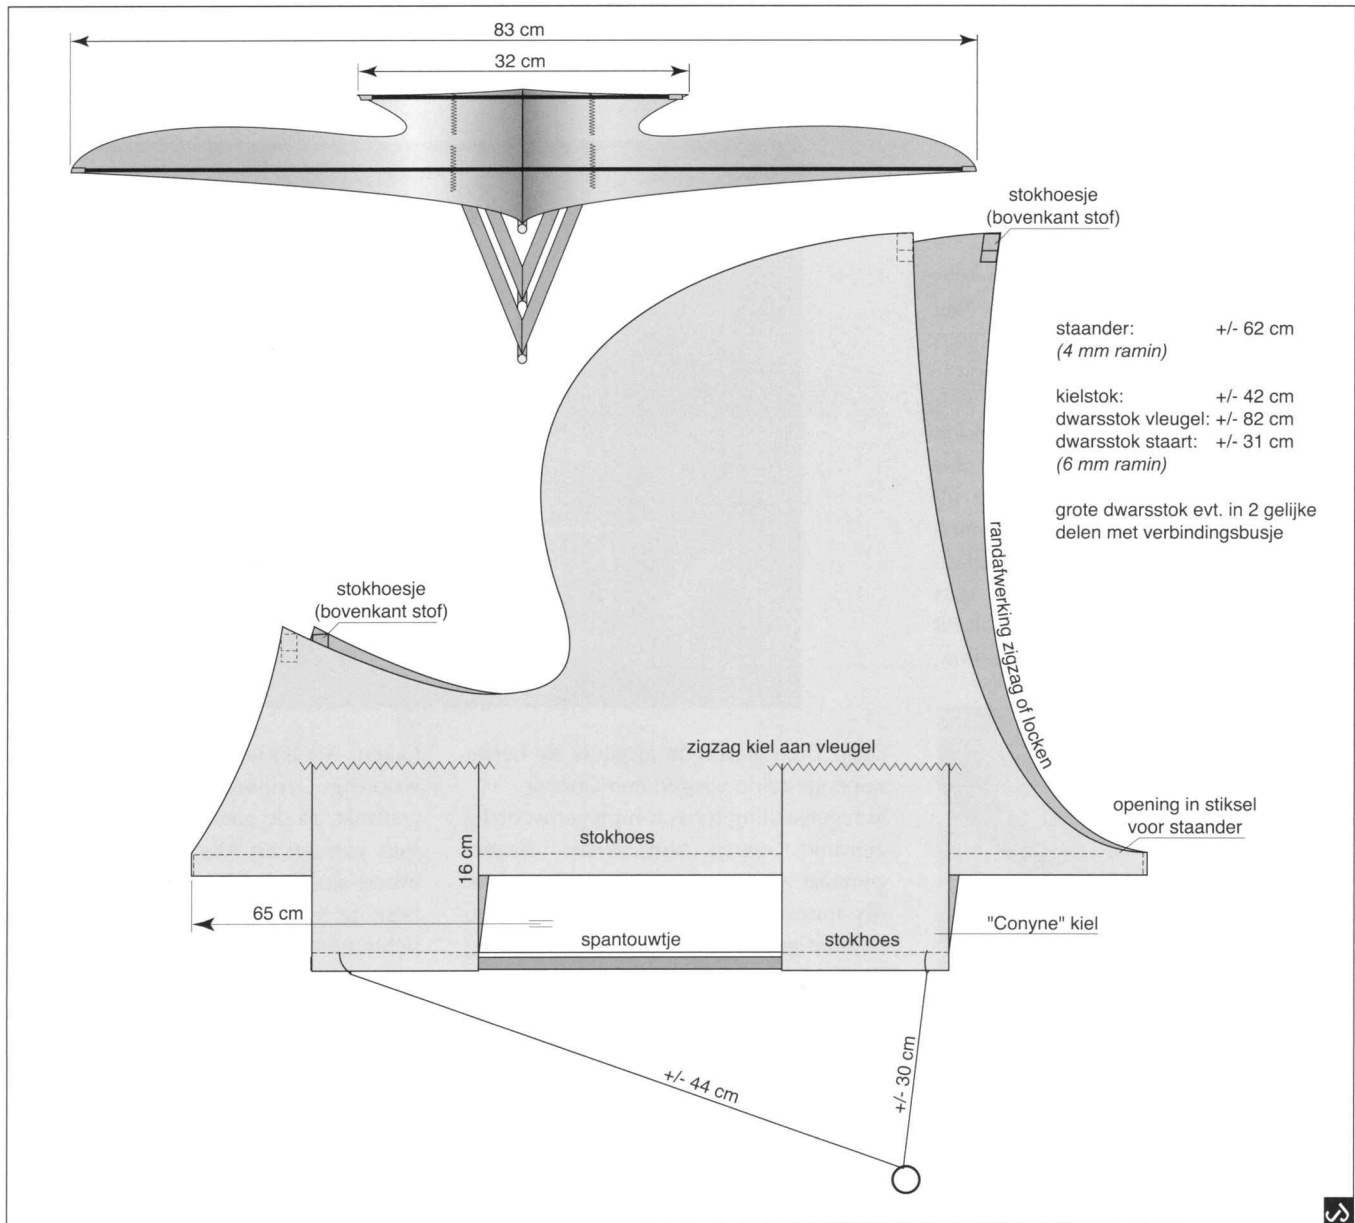 83 cm
32 cm
stokhoesje
(bovenkant stof)
staander: +/- 62 cm
(4 mm ramin)
kielstok: +/- 42 cm
dwarsstok vleugel: +/- 82 cm
dwarsstok staart: +/- 31 cm
(6 mm ramin)
grote dwarsstok evt. in 2 gelijke
delen met verbindingsbusje
randafwerking zigzag of locken
stokhoesje
(bovenkant stof)
zigzag kiel aan vleugel
opening in stiksel
voor staander
stokhoes
16 cm
65 cm
"Conyne" kiel
spantouwtje
stokhoes
+/- 44 cm
+/- 30 cm